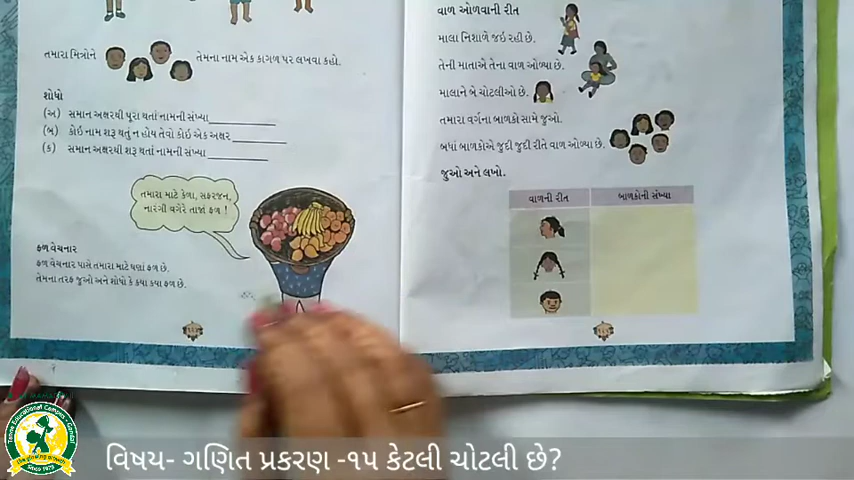 તમારા મિત્રોને તેમના નામ એક કાગળ પર લખવા કહો.
શોધો
(અ) સમાન અક્ષરથી પુરા થતાં નામની સંખ્યા
(બ) કોઇ નામ શરૂ થતું ન હોય તેવો કોઇ એક અક્ષર
(ક) સમાન અક્ષરથી શરૂ થતાં નામની સંખ્યા
તમારા માટે કેળા, સફરજન,
નારંગી વગેરે તાજાં ફળ !
ફળ વેચનાર
ફળ વેચનાર પાસે તમારા માટે ઘણાં ફળ છે.
તેમના તરફ જુઓ અને શોધો કે કયા કયા ફળ છે.
વાળ ઓળવાની રીત
માલા નિશાળે જઇ રહી છે.
તેની માતાએ તેના વાળ ઓળ્યા છે.
માલાને બે ચોટલીઓ છે.
તમારા વર્ગના બાળકો સામે જુઓ.
બધાં બાળકોએ જુદી જુદી રીતે વાળ ઓળ્યા છે.
જુઓ અને લખો.
વાળની રીત બાળકોની સંખ્યા
Since 1979
વિષય- ગણિત પ્રકરણ -૧૫ કેટલી ચોટલી છે?